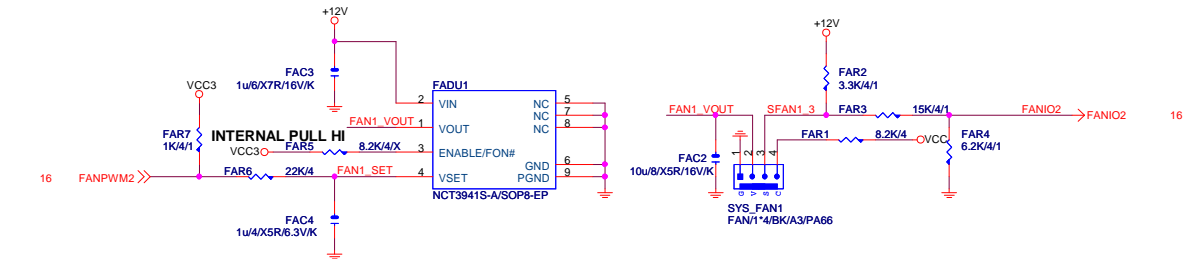 +12V
FAC3
1u/6/X7R/16V/K
VCC3
FAR7
1K/4/1
INTERNAL PULL HI
VCC3
FAR5
8.2K/4/X
FAN1_VOUT
16
FANPWM2
FAR6
22K/4
FAN1_SET
FAC4
1u/4/X5R/6.3V/K
FADU1
2
VIN
1
VOUT
3
ENABLE/FON#
4
VSET
NC
5
NC
7
NC
8
GND
6
PGND
9
NCT3941S-A/SOP8-EP
+12V
FAR2
3.3K/4/1
FAN1_VOUT
SFAN1_3
FAR3
15K/4/1
FANIO2
FANIO2
16
FAR1
8.2K/4
VCC
FAR4
6.2K/4/1
FAC2
10u/8/X5R/16V/K
1
2
3
4
G
V
S
C
SYS_FAN1
FAN/1*4/BK/A3/PA66